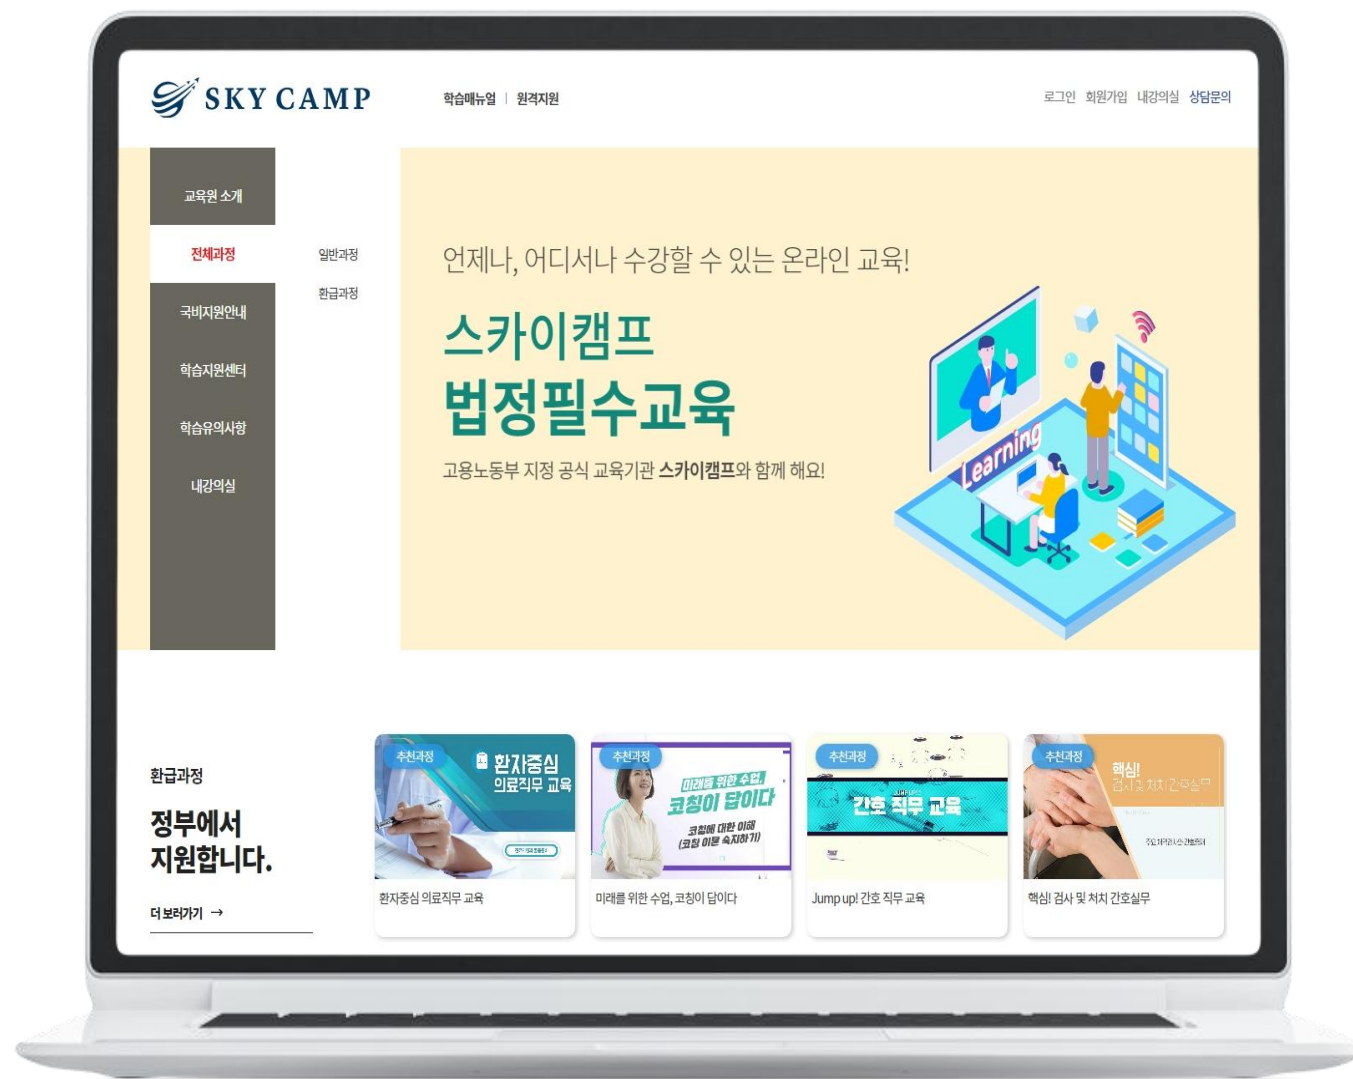 SKY CAMP
학습매뉴얼 | 원격지원
로그인 회원가입 내강의실 상담문의
교육원 소개
전체과정
국비지원안내
학습지원센터
학습유의사항
내강의실
일반과정
환급과정
언제나, 어디서나 수강할 수 있는 온라인 교육!
스카이캠프
법정필수교육
고용노동부 지정 공식 교육기관 스카이캠프와 함께 해요!
Learning
환급과정
정부에서
지원합니다.
더 보러가기 →
추천과정
환자중심
의료직무 교육
환자중심 의료직무 교육
추천과정
미래를 위한 수업,
코칭이 답이다
코칭에 대한 이해
(코칭 이론 숙지하기)
미래를 위한 수업, 코칭이 답이다
추천과정
JUMP UP!
간호 직무 교육
Jump up! 간호 직무 교육
추천과정
핵심!
검사 및 처치 간호실무
핵심! 검사 및 처치 간호실무